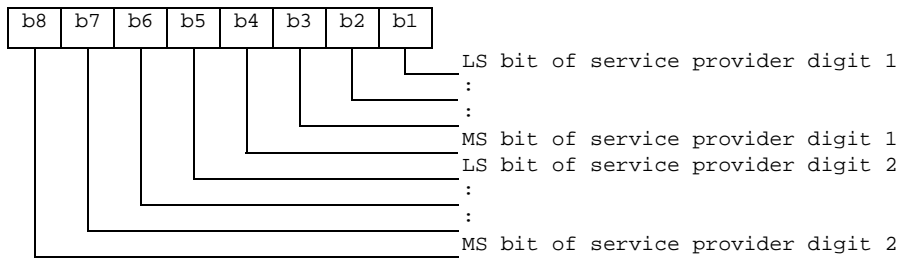 b8 b7 b6 b5 b4 b3 b2 b1
LS bit of service provider digit 1
:
:
MS bit of service provider digit 1
LS bit of service provider digit 2
:
:
MS bit of service provider digit 2